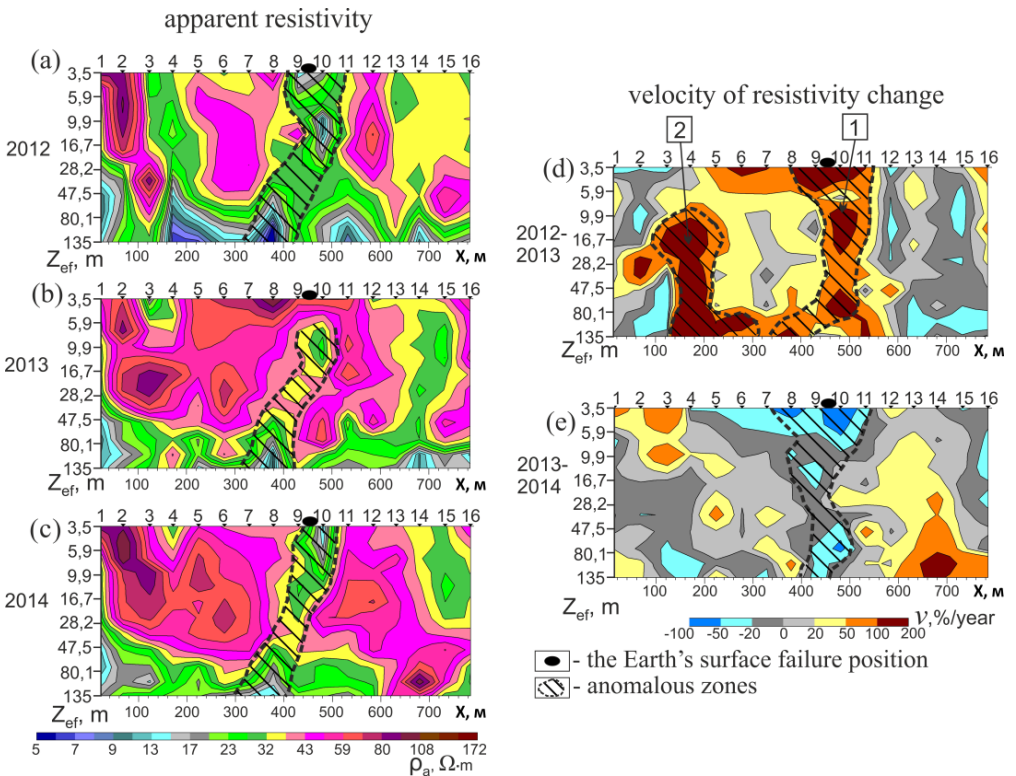 apparent resistivity
(a)
1 2 3 4 5 6 7 8 9 10 11 12 13 14 15 16
3,5
5,9
9,9
16,7
28,2
47,5
80,1
135
2012
Z_ef, m
100 200 300 400 500 600 700 X, м
(b)
1 2 3 4 5 6 7 8 9 10 11 12 13 14 15 16
3,5
5,9
9,9
16,7
28,2
47,5
80,1
135
2013
Z_ef, m
100 200 300 400 500 600 700 X, м
(c)
1 2 3 4 5 6 7 8 9 10 11 12 13 14 15 16
3,5
5,9
9,9
16,7
28,2
47,5
80,1
135
2014
Z_ef, m
100 200 300 400 500 600 700 X, м
5 7 9 13 17 23 32 43 59 80 108 172
ρ_a, Ω·m
velocity of resistivity change
2 1
(d)
1 2 3 4 5 6 7 8 9 10 11 12 13 14 15 16
3,5
5,9
9,9
16,7
28,2
47,5
80,1
135
2012-
2013
Z_ef, m
100 200 300 400 500 600 700 X, м
(e)
1 2 3 4 5 6 7 8 9 10 11 12 13 14 15 16
3,5
5,9
9,9
16,7
28,2
47,5
80,1
135
2013-
2014
Z_ef, m
100 200 300 400 500 600 700 X, м
-100 -50 -20 0 20 50 100 200 v,%/year
- the Earth's surface failure position
- anomalous zones